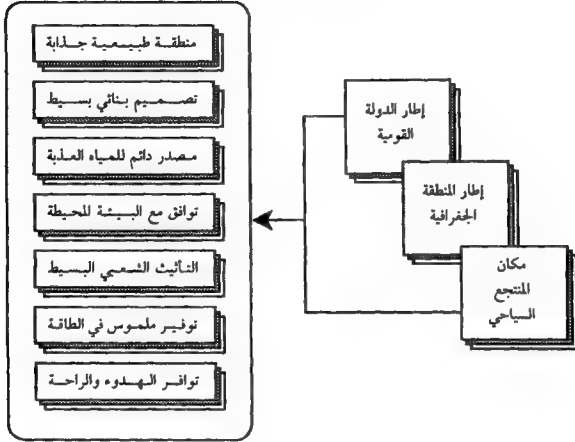 إطار الدولة
القومية
إطار المنطقة
الجغرافية
مكان
المنتجع
السياحي
منطقة طبيعية جذابة
تصميم بنائي بسيط
مصدر دائم للمياه العذبة
توافق مع البيئة المحيطة
التأثيث الشعبي البسيط
توفير ملموس في الطاقة
توافر الهدوء والراحة